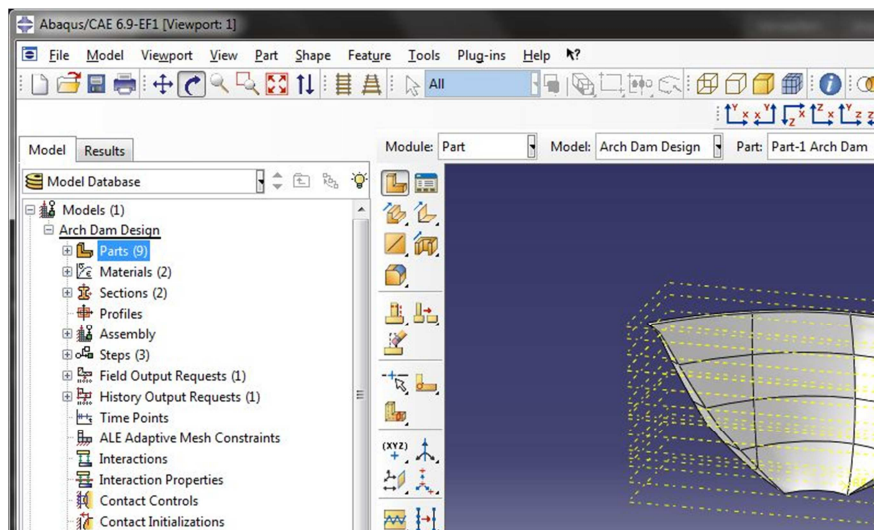 Abaqus/CAE 6.9-EF1 [Viewport: 1]
File Model Viewport View Part Shape Feature Tools Plug-ins Help
All
Model Results
Module: Part Model: Arch Dam Design Part: Part-1 Arch Dam
Model Database
Models (1)
Arch Dam Design
Parts (9)
Materials (2)
Sections (2)
Profiles
Assembly
Steps (3)
Field Output Requests (1)
History Output Requests (1)
Time Points
ALE Adaptive Mesh Constraints
Interactions
Interaction Properties
Contact Controls
Contact Initializations
(XYZ)